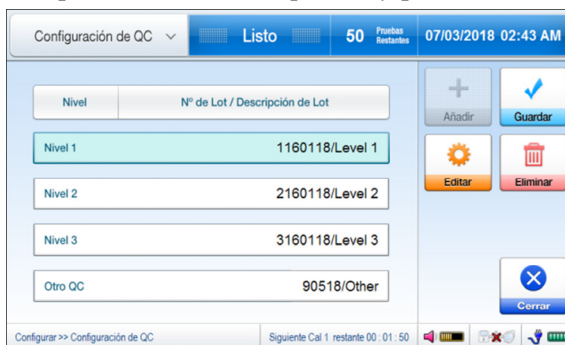 Configuración de QC
Listo
50 Pruebas Restantes
07/03/2018 02:43 AM
Nivel
Nº de Lot / Descripción de Lot
Nivel 1 1160118/Level 1
Nivel 2 2160118/Level 2
Nivel 3 3160118/Level 3
Otro QC 90518/Other
Añadir
Guardar
Editar
Eliminar
Cerrar
Configurar >> Configuración de QC
Siguiente Cal 1 restante 00 : 01 : 50